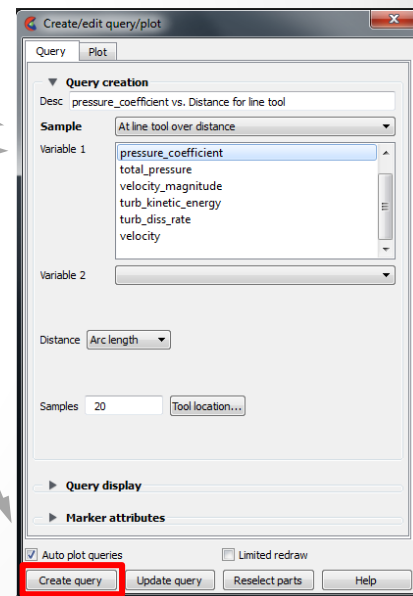 Create/edit query/plot
Query Plot
Query creation
Desc pressure_coefficient vs. Distance for line tool
Sample At line tool over distance
Variable 1 pressure_coefficient
total_pressure
velocity_magnitude
turb_kinetic_energy
turb_diss_rate
velocity
Variable 2
Distance Arc length
Samples 20 Tool location...
Query display
Marker attributes
Auto plot queries Limited redraw
Create query Update query Reselect parts Help